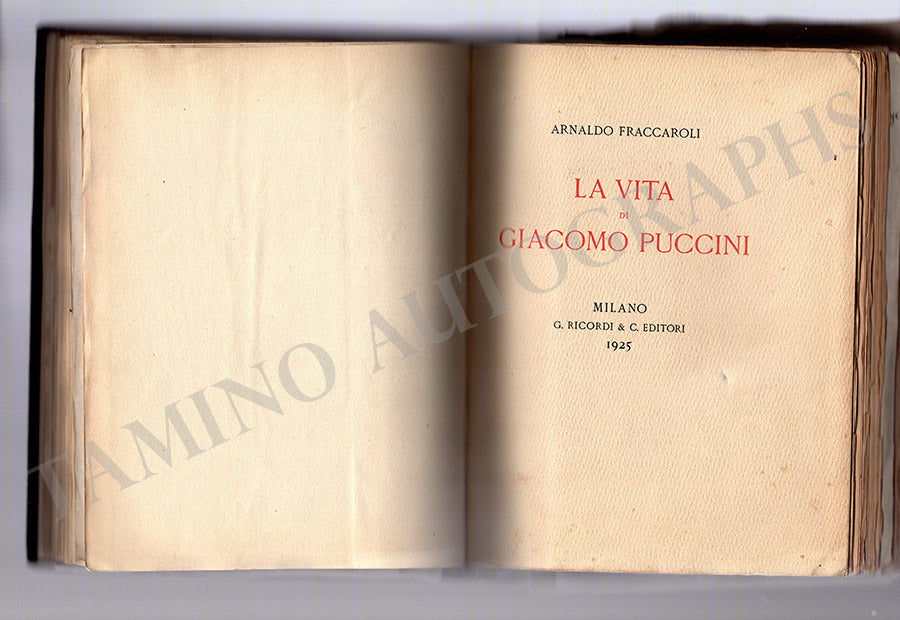 ARNALDO FRACCAROLI
LA VITA
DI
GIACOMO PUCCINI
MILANO
G. RICORDI & C. EDITORI
1925
TAMINO AUTOGRAPHS